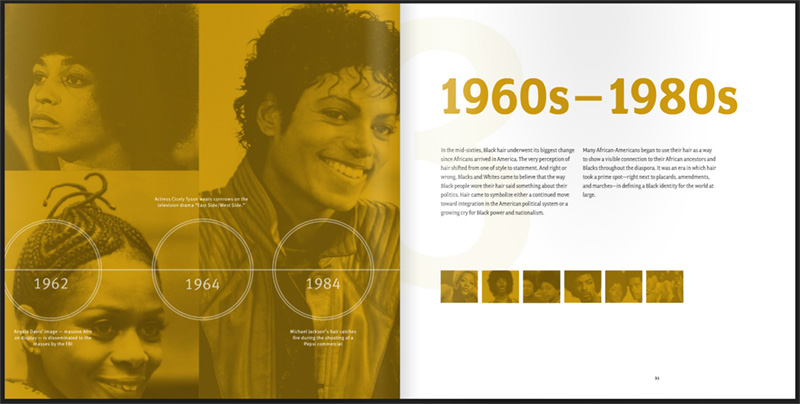 Actress Cicely Tyson wears cornrows on the
television drama "East Side/West Side."
1962
1964
1984
Angela Davis' image — massive Afro
on display — is disseminated to the
masses by the FBI.
Michael Jackson's hair catches
fire during the shooting of a
Pepsi commercial.
3
1960s–1980s
In the mid-sixties, Black hair underwent its biggest change
since Africans arrived in America. The very perception of
hair shifted from one of style to statement. And right or
wrong, Blacks and Whites came to believe that the way
Black people wore their hair said something about their
politics. Hair came to symbolize either a continued move
toward integration in the American political system or a
growing cry for Black power and nationalism.
Many African-Americans began to use their hair as a way
to show a visible connection to their African ancestors and
Blacks throughout the diaspora. It was an era in which hair
took a prime spot—right next to placards, amendments,
and marches—in defining a Black identity for the world at
large.